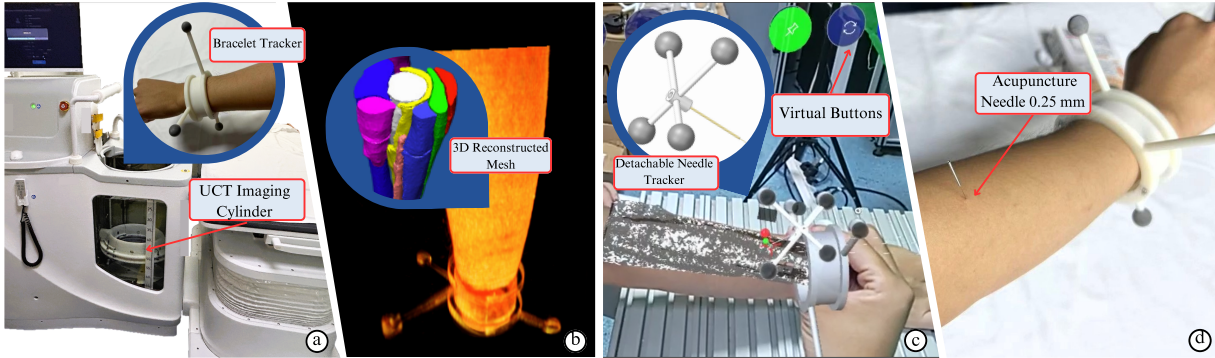 Bracelet Tracker
UCT Imaging
Cylinder
a
3D Reconstructed
Mesh
b
Virtual Buttons
Detachable Needle
Tracker
c
Acupuncture
Needle 0.25 mm
d